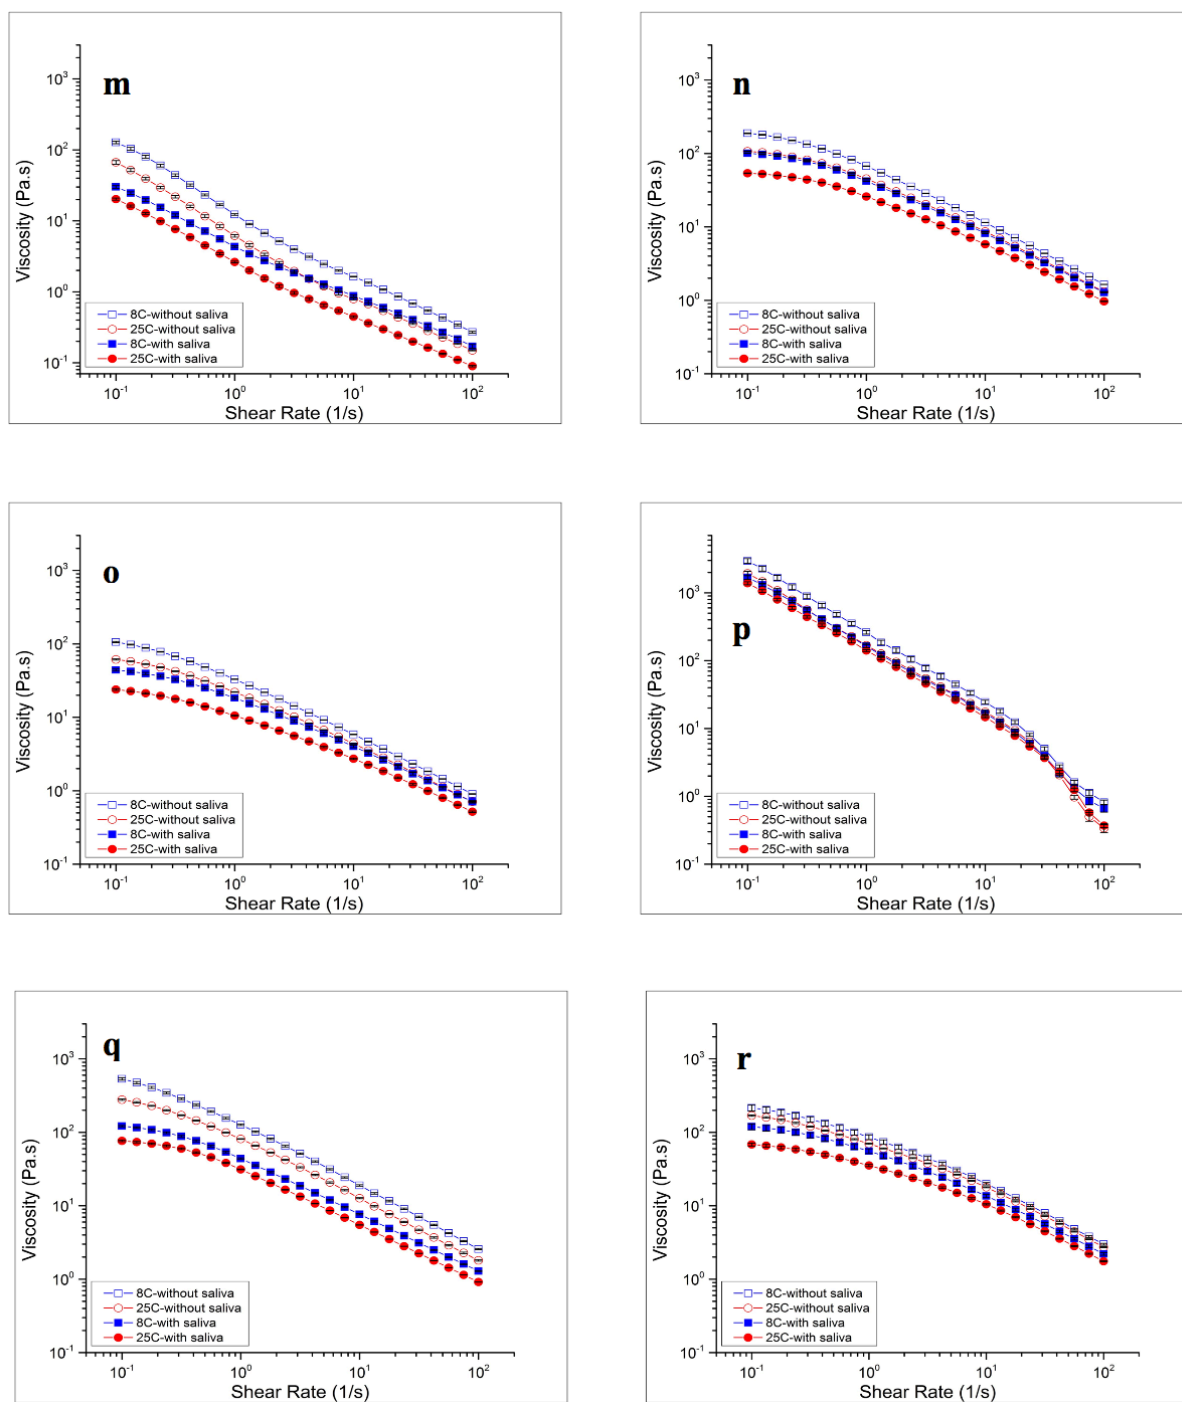 m
10³
10²
10¹
10⁰
10⁻¹
Viscosity (Pa.s)
8C-without saliva
25C-without saliva
8C-with saliva
25C-with saliva
10⁻¹ 10⁰ 10¹ 10²
Shear Rate (1/s)
n
10³
10²
10¹
10⁰
10⁻¹
Viscosity (Pa.s)
8C-without saliva
25C-without saliva
8C-with saliva
25C-with saliva
10⁻¹ 10⁰ 10¹ 10²
Shear Rate (1/s)
o
10³
10²
10¹
10⁰
10⁻¹
Viscosity (Pa.s)
8C-without saliva
25C-without saliva
8C-with saliva
25C-with saliva
10⁻¹ 10⁰ 10¹ 10²
Shear Rate (1/s)
p
10³
10²
10¹
10⁰
10⁻¹
Viscosity (Pa.s)
8C-without saliva
25C-without saliva
8C-with saliva
25C-with saliva
10⁻¹ 10⁰ 10¹ 10²
Shear Rate (1/s)
q
10³
10²
10¹
10⁰
10⁻¹
Viscosity (Pa.s)
8C-without saliva
25C-without saliva
8C-with saliva
25C-with saliva
10⁻¹ 10⁰ 10¹ 10²
Shear Rate (1/s)
r
10³
10²
10¹
10⁰
10⁻¹
Viscosity (Pa.s)
8C-without saliva
25C-without saliva
8C-with saliva
25C-with saliva
10⁻¹ 10⁰ 10¹ 10²
Shear Rate (1/s)